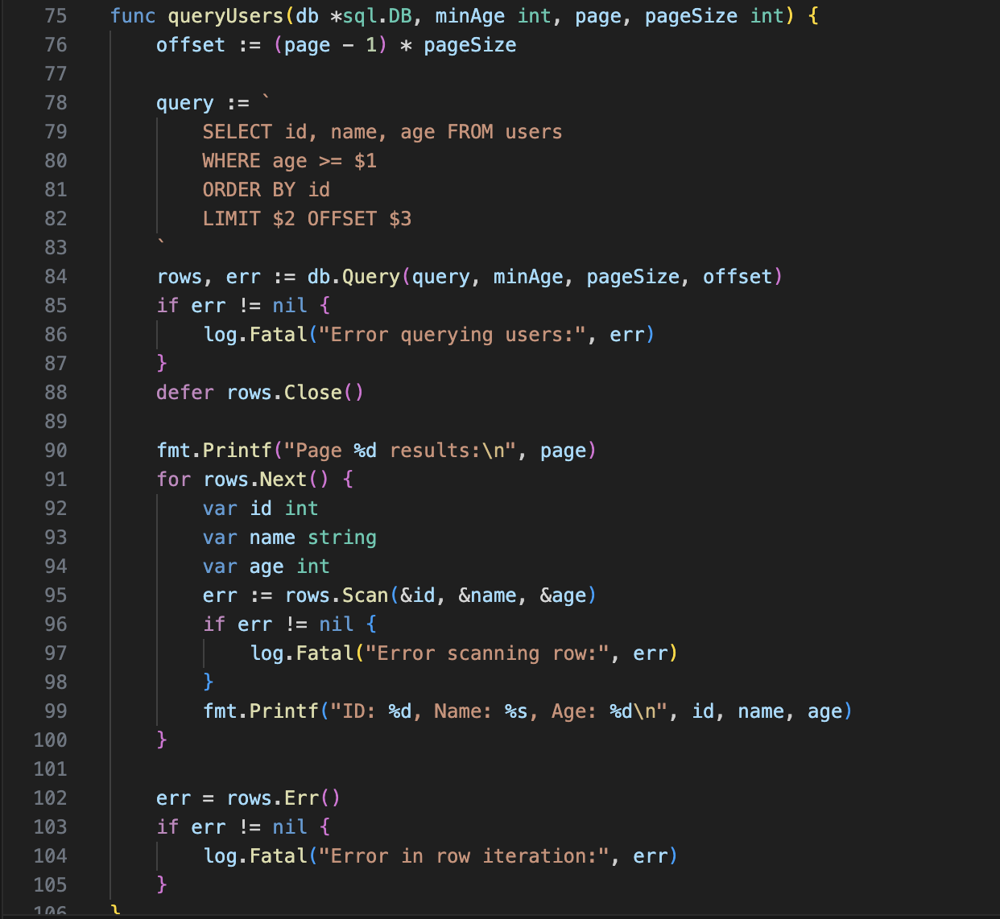 75 func queryUsers(db *sql.DB, minAge int, page, pageSize int) {
76     offset := (page - 1) * pageSize
77
78     query := `
79         SELECT id, name, age FROM users
80         WHERE age >= $1
81         ORDER BY id
82         LIMIT $2 OFFSET $3
83     `
84     rows, err := db.Query(query, minAge, pageSize, offset)
85     if err != nil {
86         log.Fatal("Error querying users:", err)
87     }
88     defer rows.Close()
89
90     fmt.Printf("Page %d results:\n", page)
91     for rows.Next() {
92         var id int
93         var name string
94         var age int
95         err := rows.Scan(&id, &name, &age)
96         if err != nil {
97             log.Fatal("Error scanning row:", err)
98         }
99         fmt.Printf("ID: %d, Name: %s, Age: %d\n", id, name, age)
100     }
101
102     err = rows.Err()
103     if err != nil {
104         log.Fatal("Error in row iteration:", err)
105     }
106 }